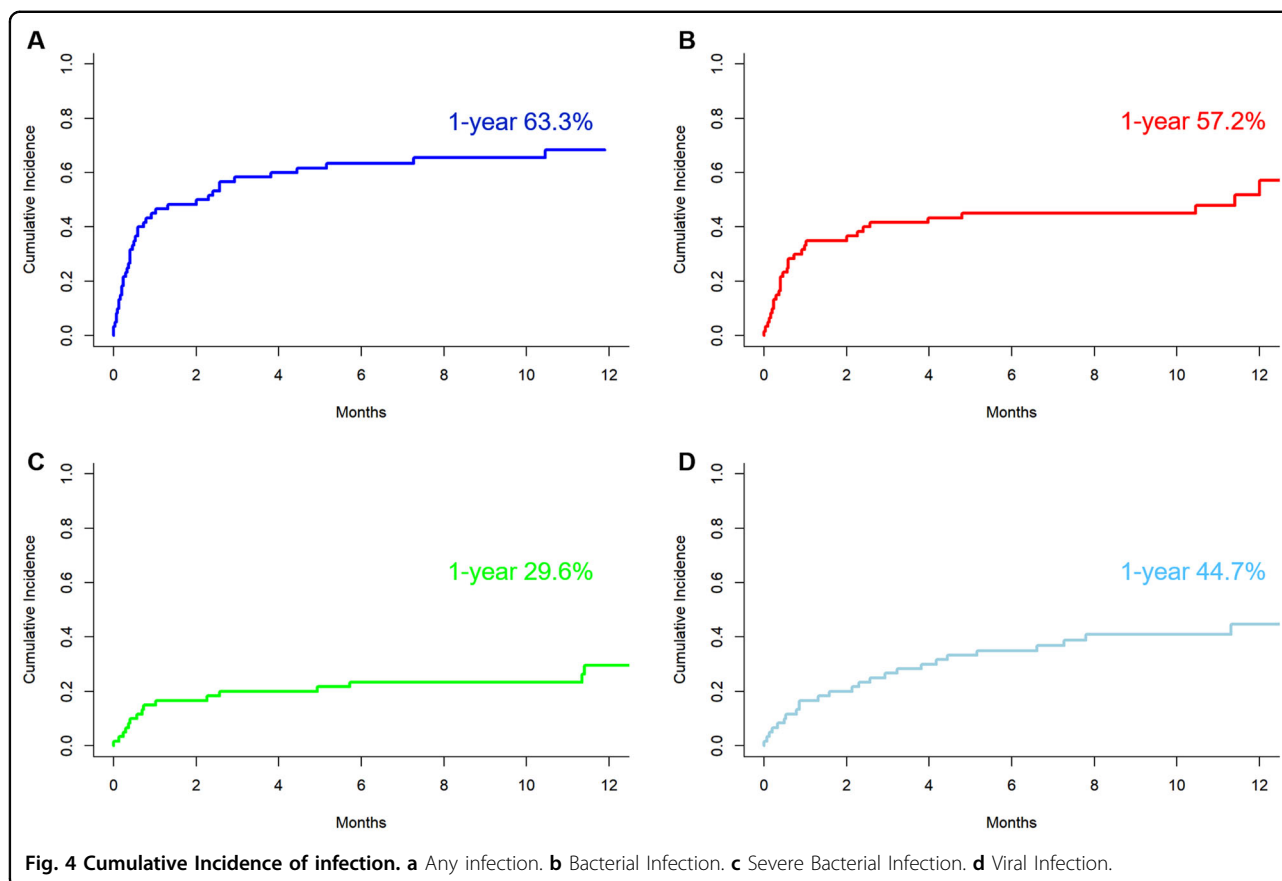 A
1.0
0.8
0.6
0.4
0.2
0.0
Cumulative Incidence
1-year 63.3%
0 2 4 6 8 10 12
Months
B
1.0
0.8
0.6
0.4
0.2
0.0
Cumulative Incidence
1-year 57.2%
0 2 4 6 8 10 12
Months
C
1.0
0.8
0.6
0.4
0.2
0.0
Cumulative Incidence
1-year 29.6%
0 2 4 6 8 10 12
Months
D
1.0
0.8
0.6
0.4
0.2
0.0
Cumulative Incidence
1-year 44.7%
0 2 4 6 8 10 12
Months
Fig. 4 Cumulative Incidence of infection. a Any infection. b Bacterial Infection. c Severe Bacterial Infection. d Viral Infection.